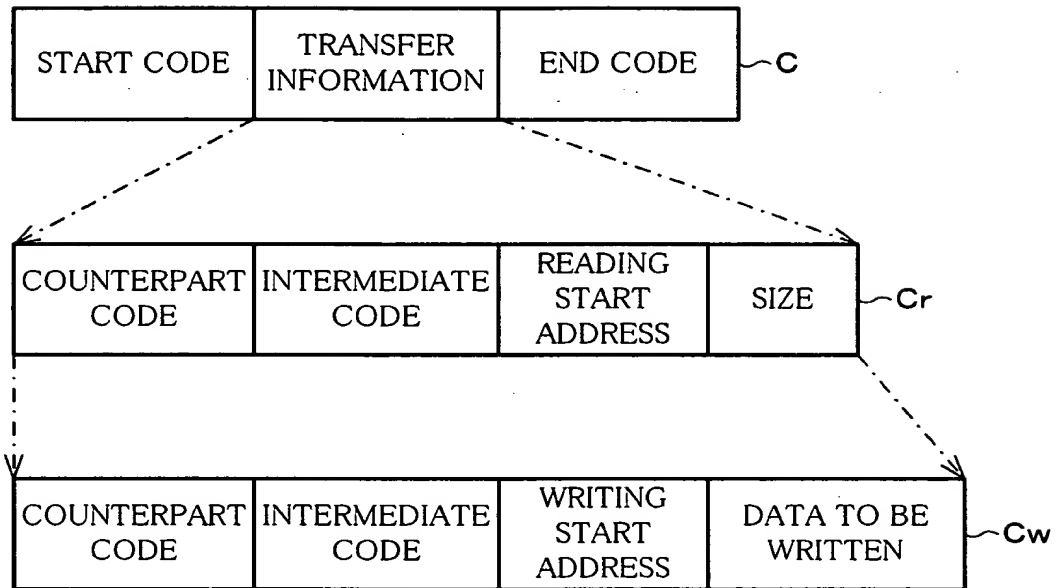 START CODE
TRANSFER
INFORMATION
END CODE
C
COUNTERPART
CODE
INTERMEDIATE
CODE
READING
START
ADDRESS
SIZE
Cr
COUNTERPART
CODE
INTERMEDIATE
CODE
WRITING
START
ADDRESS
DATA TO BE
WRITTEN
Cw